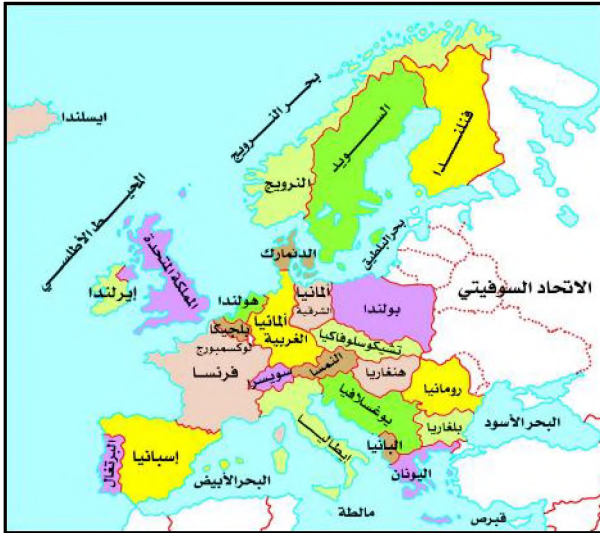 ايسلندا
بحر النرويج
المحيط الأطلسي
السويد
فنلندا
النرويج
بحر البلطيق
الدنمارك
المملكة المتحدة
إيرلندا
الاتحاد السوفيتي
هولندا
ألمانيا
الشرقية
بولندا
ألمانيا
الغربية
بلجيكا
لوكسمبورج
تشيكوسلوفاكيا
فرنسا
سويسرا
النمسا
هنغاريا
رومانيا
يوغسلافيا
ايطاليا
البانيا
بلغاريا
البحر الأسود
البرتغال
إسبانيا
البحر الأبيض
اليونان
مالطة
قبرص